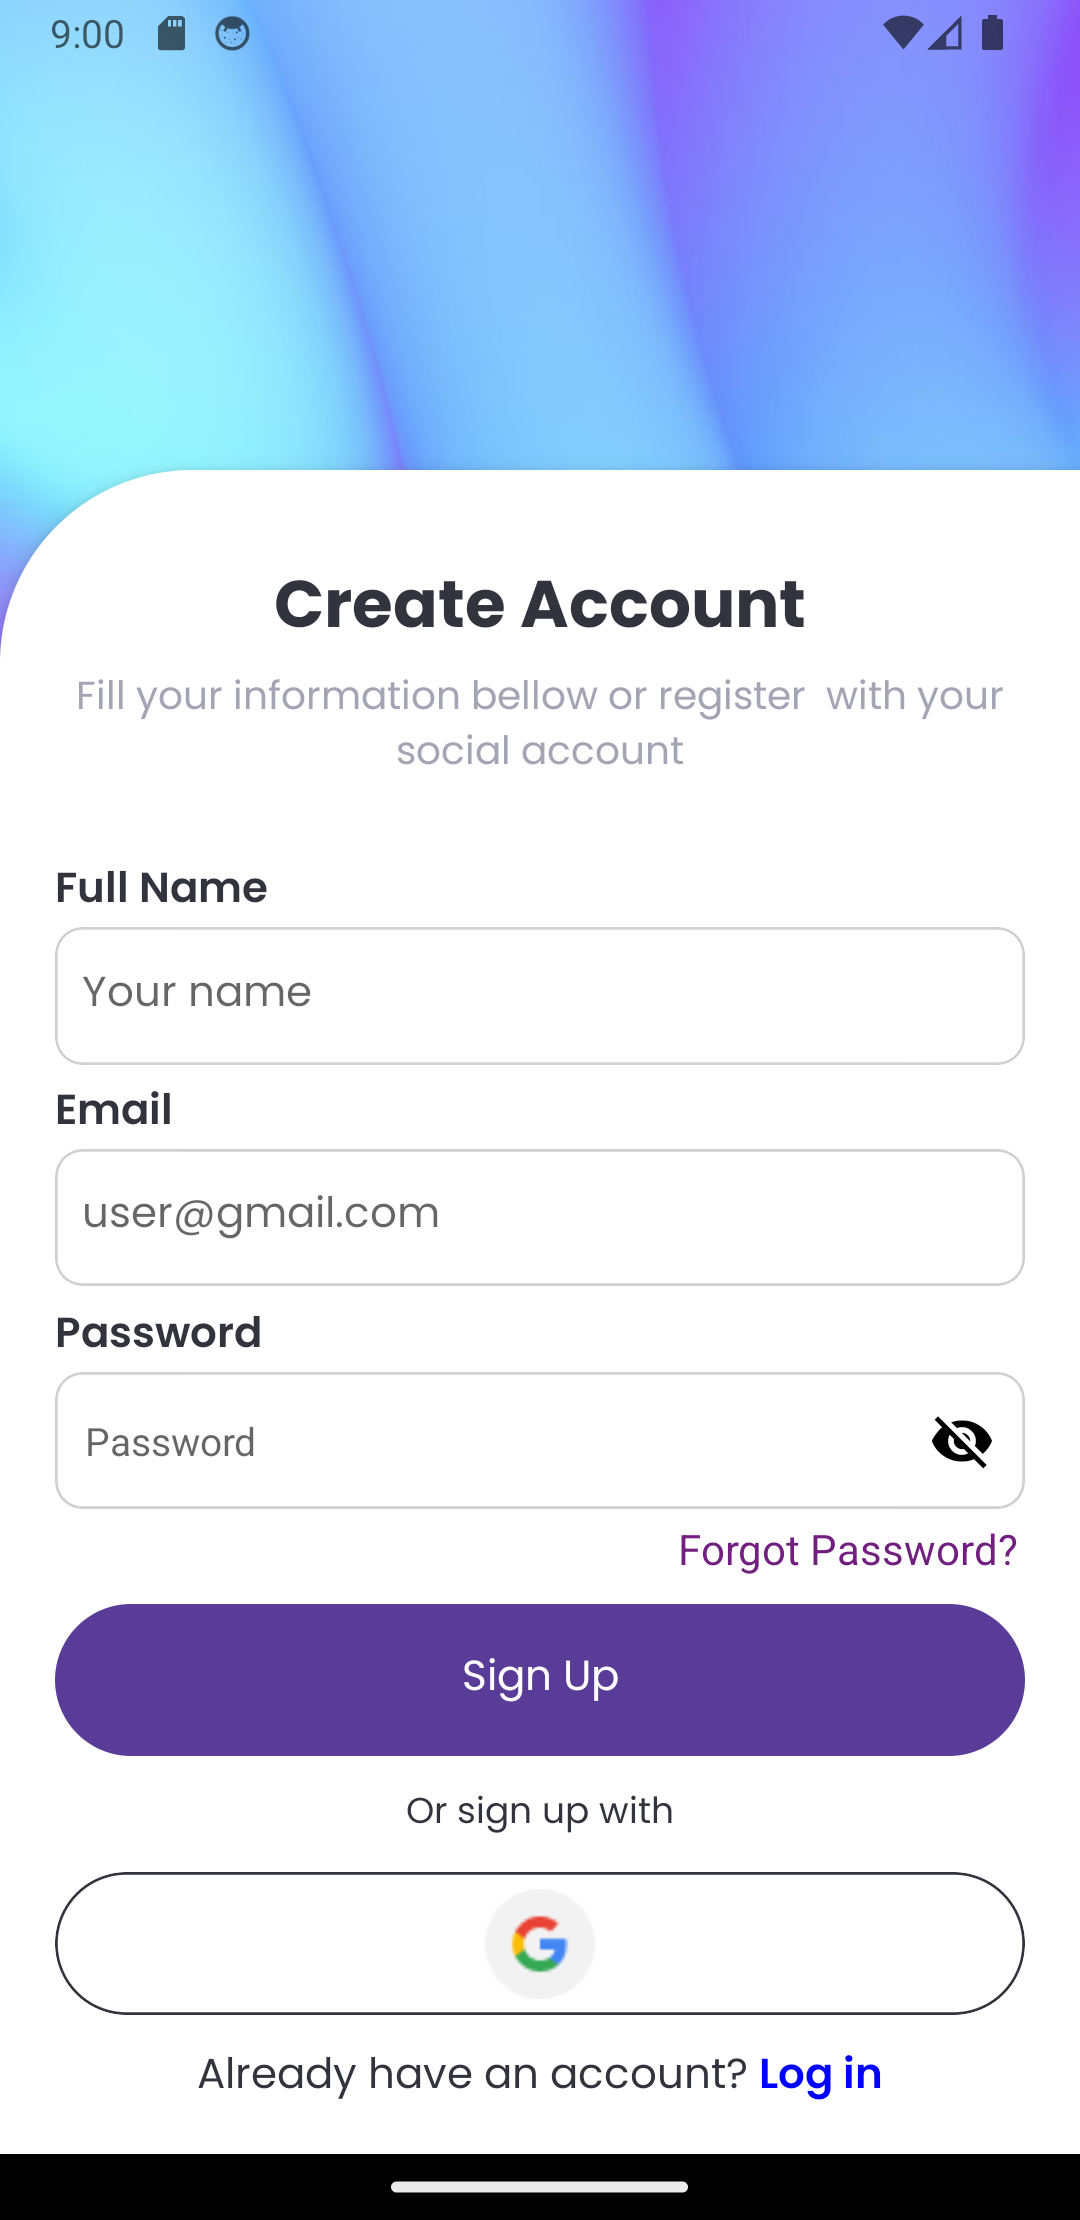 9:00
Create Account
Fill your information bellow or register  with your
social account
Full Name
Your name
Email
user@gmail.com
Password
Password
Forgot Password?
Sign Up
Or sign up with
G
Already have an account? Log in